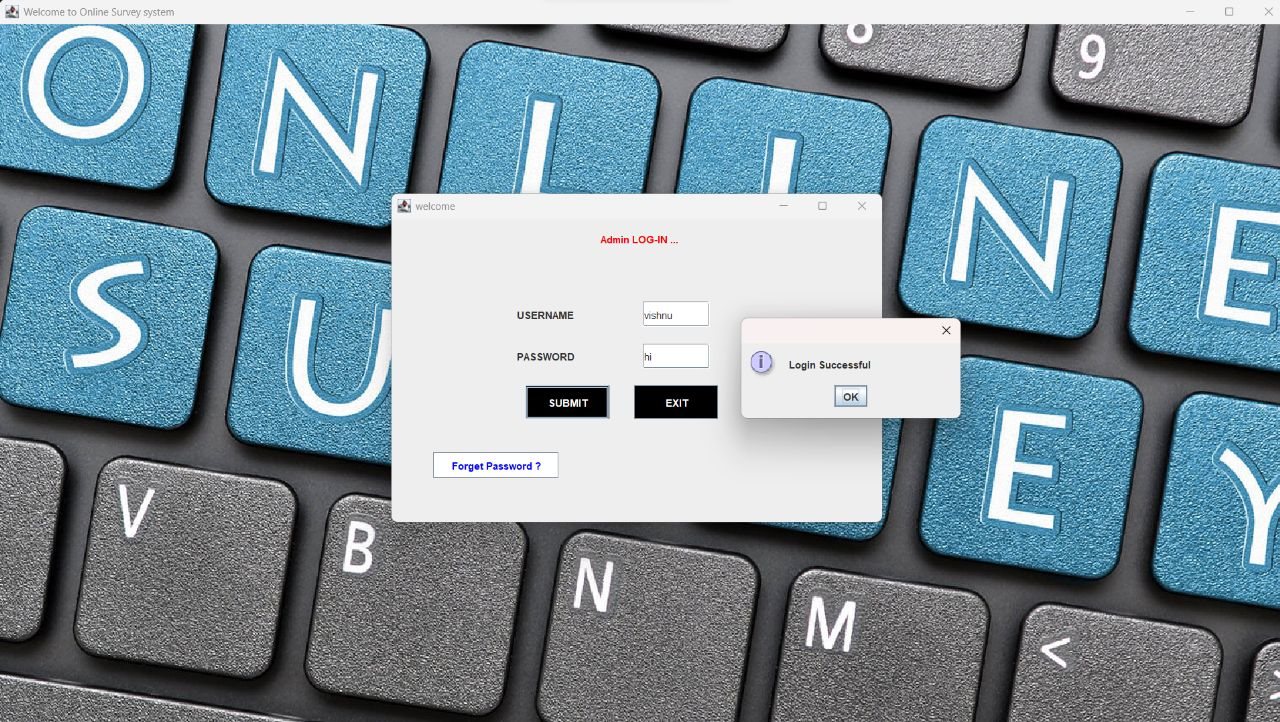 Welcome to Online Survey system
8 9
O N L I N E
welcome
Admin LOG-IN ...
USERNAME vishnu
PASSWORD hi
SUBMIT EXIT
Forget Password ?
Login Successful
OK
S U E Y
V B N M <